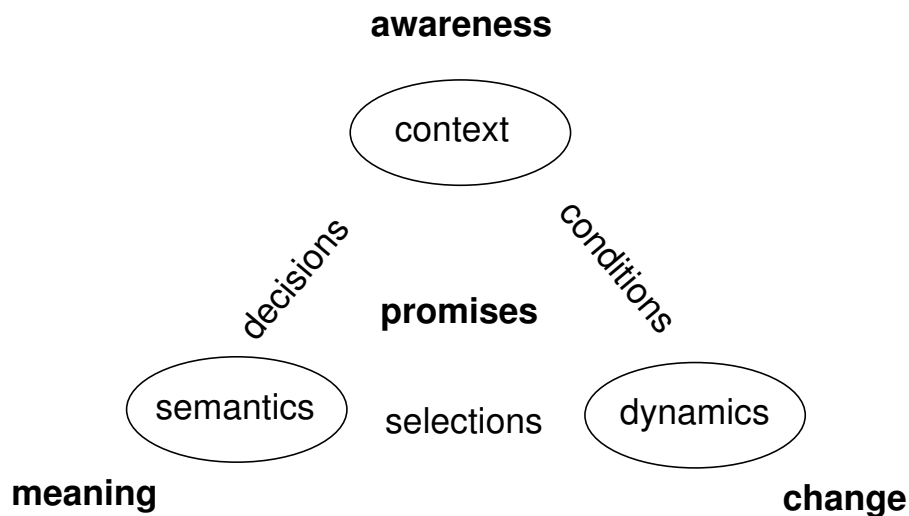 awareness
context
decisions
conditions
promises
semantics
selections
dynamics
meaning
change